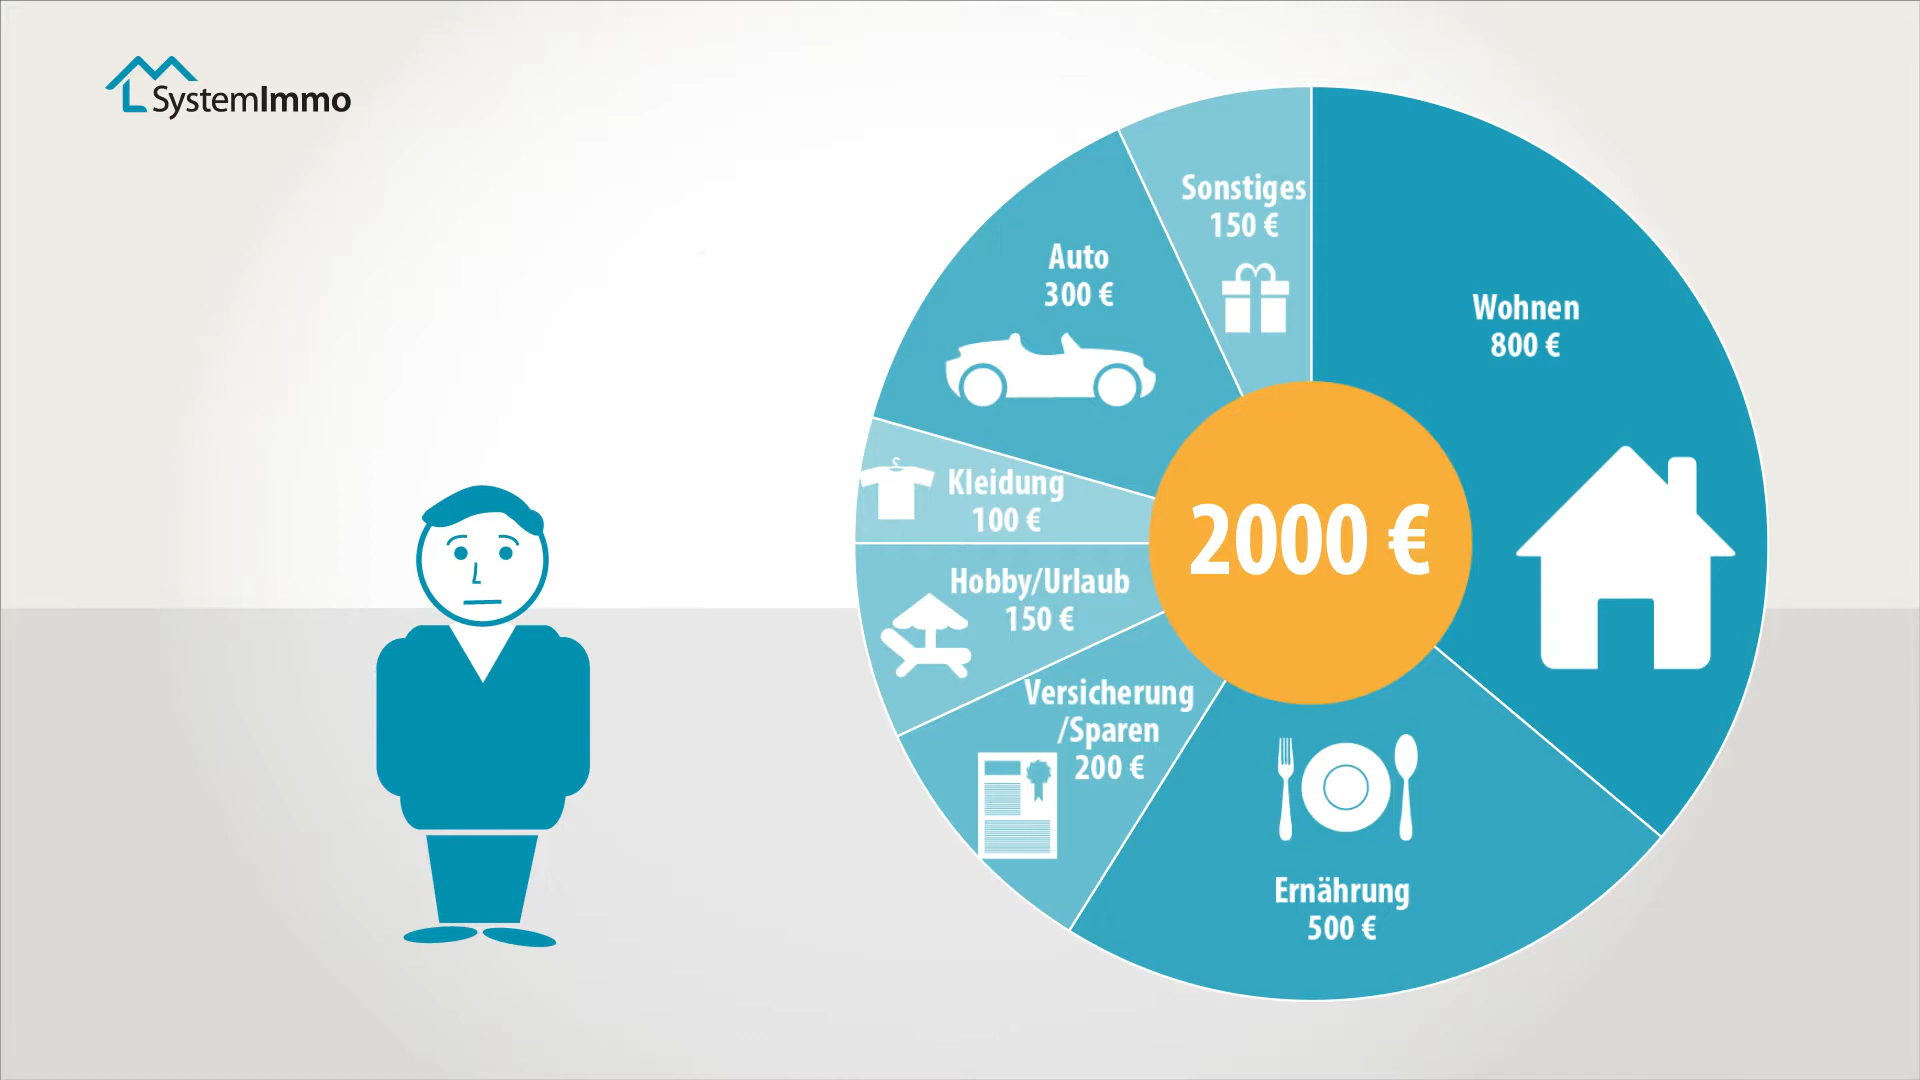 SystemImmo
Sonstiges
150 €
Auto
300 €
Wohnen
800 €
Kleidung
100 €
2000 €
Hobby/Urlaub
150 €
Versicherung
/Sparen
200 €
Ernährung
500 €